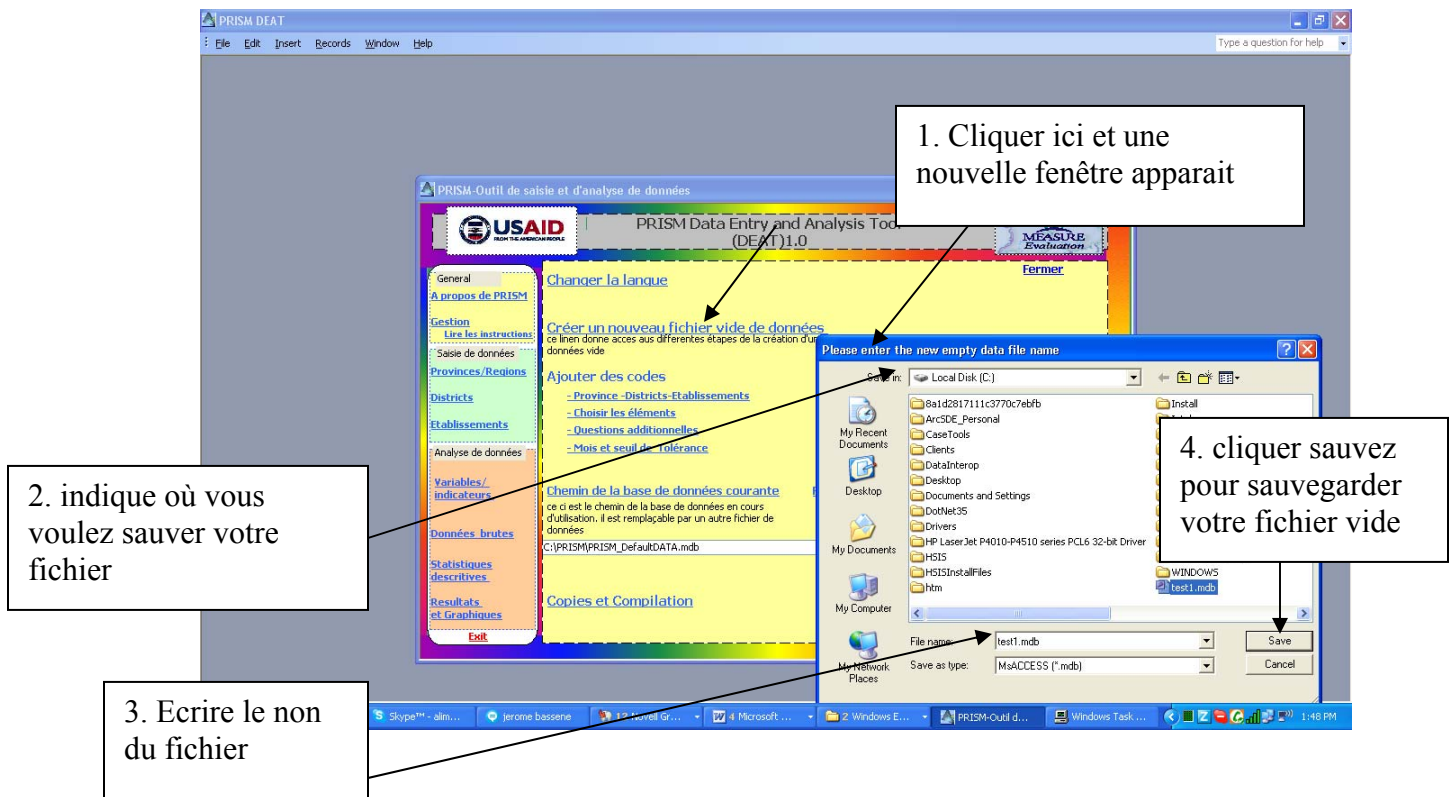 PRISM DEAT
File Edit Insert Records Window Help
Type a question for help
1. Cliquer ici et une
nouvelle fenêtre apparait
PRISM-Outil de saisie et d'analyse de données
USAID
FROM THE AMERICAN PEOPLE
PRISM Data Entry and Analysis Tool
(DEAT)1.0
MEASURE
Evaluation
Fermer
General
A propos de PRISM
Gestion
Lire les instructions
Saisie de données
Provinces/Regions
Districts
Etablissements
Analyse de données
Variables/
indicateurs
Données brutes
Statistiques
descritives
Resultats
et Graphiques
Exit
Changer la langue
Créer un nouveau fichier vide de données
ce linen donne acces aus differentes étapes de la création d'un
données vide
Ajouter des codes
- Province -Districts-Etablissements
- Choisir les éléments
- Questions additionnelles
- Mois et seuil de Tolérance
Chemin de la base de données courante
ce ci est le chemin de la base de données en cours
d'utilisation. il est remplaçable par un autre fichier de
données
C:\PRISM\PRISM_DefaultDATA.mdb
Copies et Compilation
Please enter the new empty data file name
Save in: Local Disk (C:)
My Recent
Documents
Desktop
My Documents
My Computer
My Network
Places
8a1d2817111c3770c7ebfb
ArcSDE_Personal
CaseTools
Clients
DataInterop
Desktop
Documents and Settings
DotNet35
Drivers
HP LaserJet P4010-P4510 series PCL6 32-bit Driver
HSIS
HSISInstallFiles
htm
Install
WINDOWS
test1.mdb
File name: test1.mdb
Save
Save as type: MsACCESS (*.mdb)
Cancel
4. cliquer sauvez
pour sauvegarder
votre fichier vide
2. indique où vous
voulez sauver votre
fichier
3. Ecrire le non
du fichier
Skype™ - alim... jerome bassene 12 Novell Gr... 4 Microsoft ... 2 Windows E... PRISM-Outil d... Windows Task ... 1:48 PM